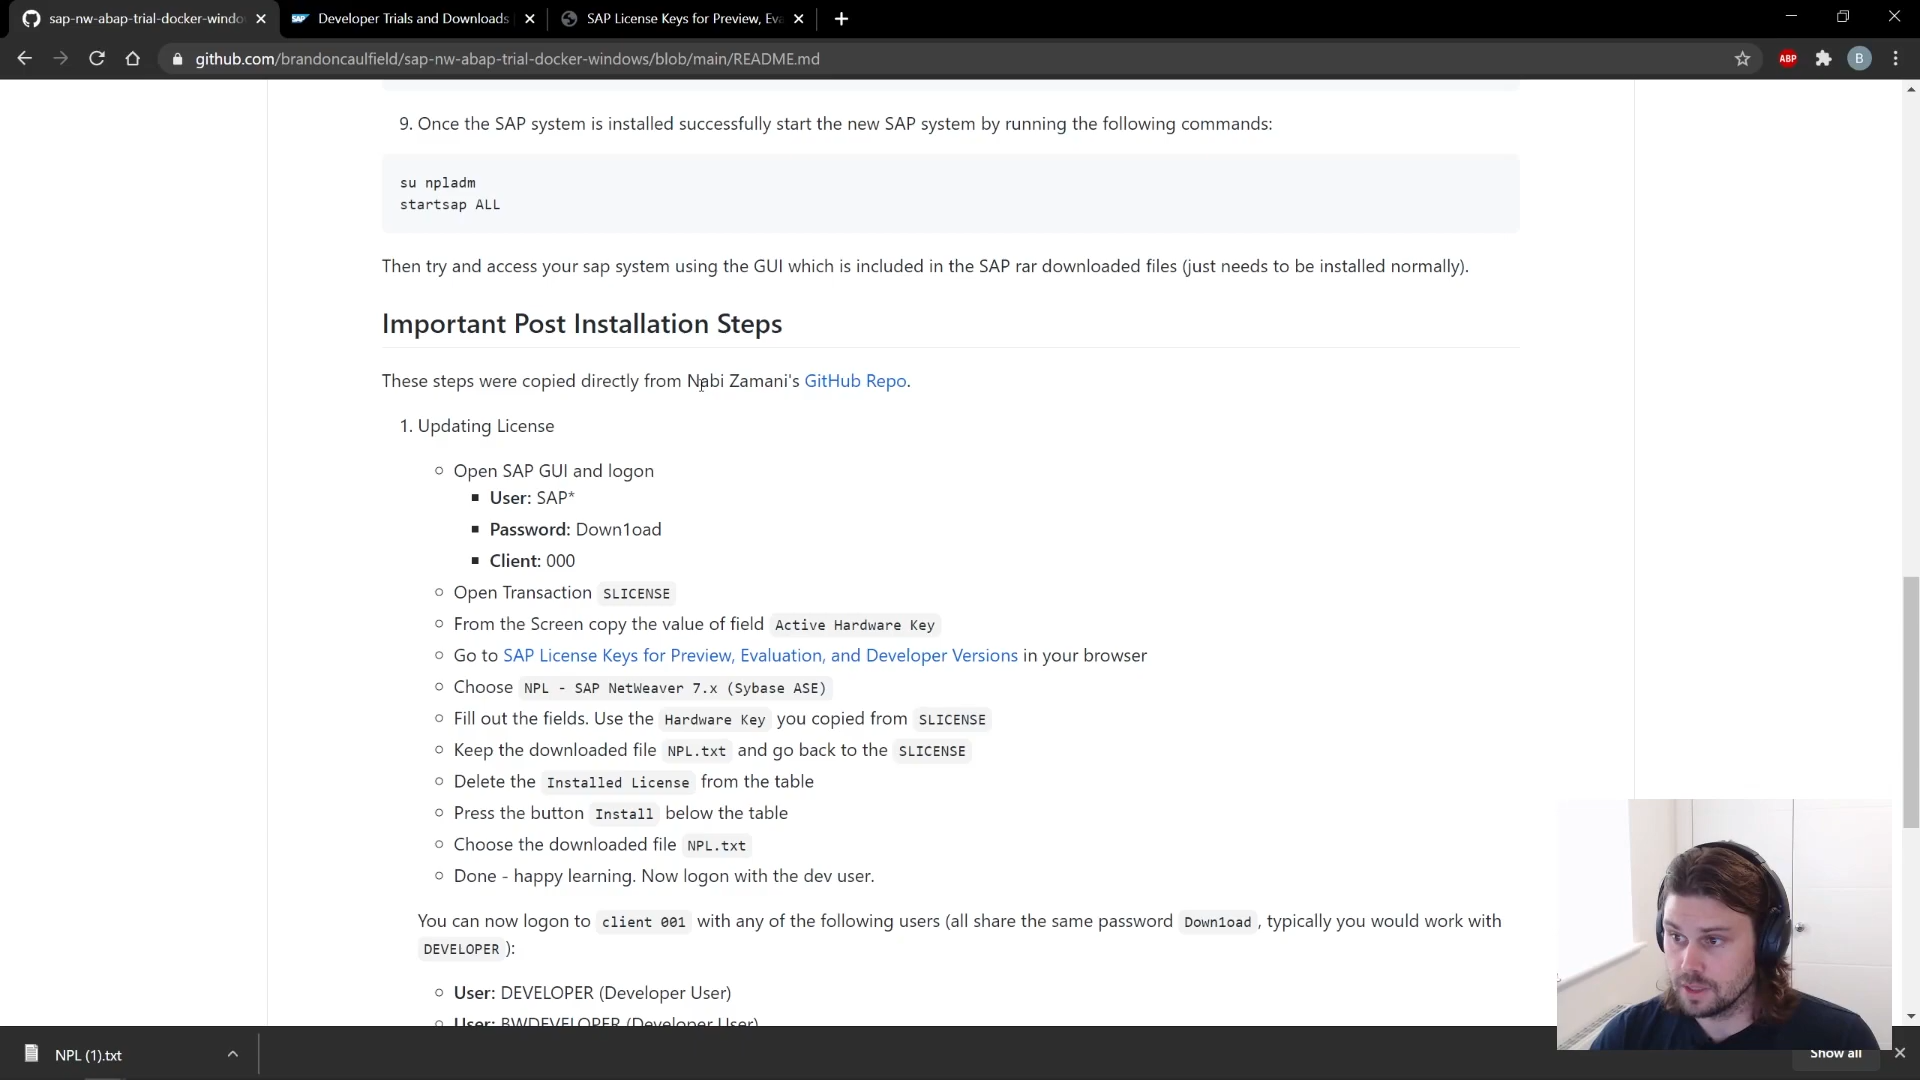 sap-nw-abap-trial-docker-windo
Developer Trials and Downloads
SAP License Keys for Preview, Eva
github.com/brandoncaulfield/sap-nw-abap-trial-docker-windows/blob/main/README.md
ABP
B
9. Once the SAP system is installed successfully start the new SAP system by running the following commands:
su npladm
startsap ALL
Then try and access your sap system using the GUI which is included in the SAP rar downloaded files (just needs to be installed normally).
Important Post Installation Steps
These steps were copied directly from Nabi Zamani's GitHub Repo.
1. Updating License
Open SAP GUI and logon
User: SAP*
Password: Down1oad
Client: 000
Open Transaction SLICENSE
From the Screen copy the value of field Active Hardware Key
Go to SAP License Keys for Preview, Evaluation, and Developer Versions in your browser
Choose NPL - SAP NetWeaver 7.x (Sybase ASE)
Fill out the fields. Use the Hardware Key you copied from SLICENSE
Keep the downloaded file NPL.txt and go back to the SLICENSE
Delete the Installed License from the table
Press the button Install below the table
Choose the downloaded file NPL.txt
Done - happy learning. Now logon with the dev user.
You can now logon to client 001 with any of the following users (all share the same password Down1oad, typically you would work with
DEVELOPER ):
User: DEVELOPER (Developer User)
User: BWDEVELOPER (Developer User)
NPL (1).txt
Show all